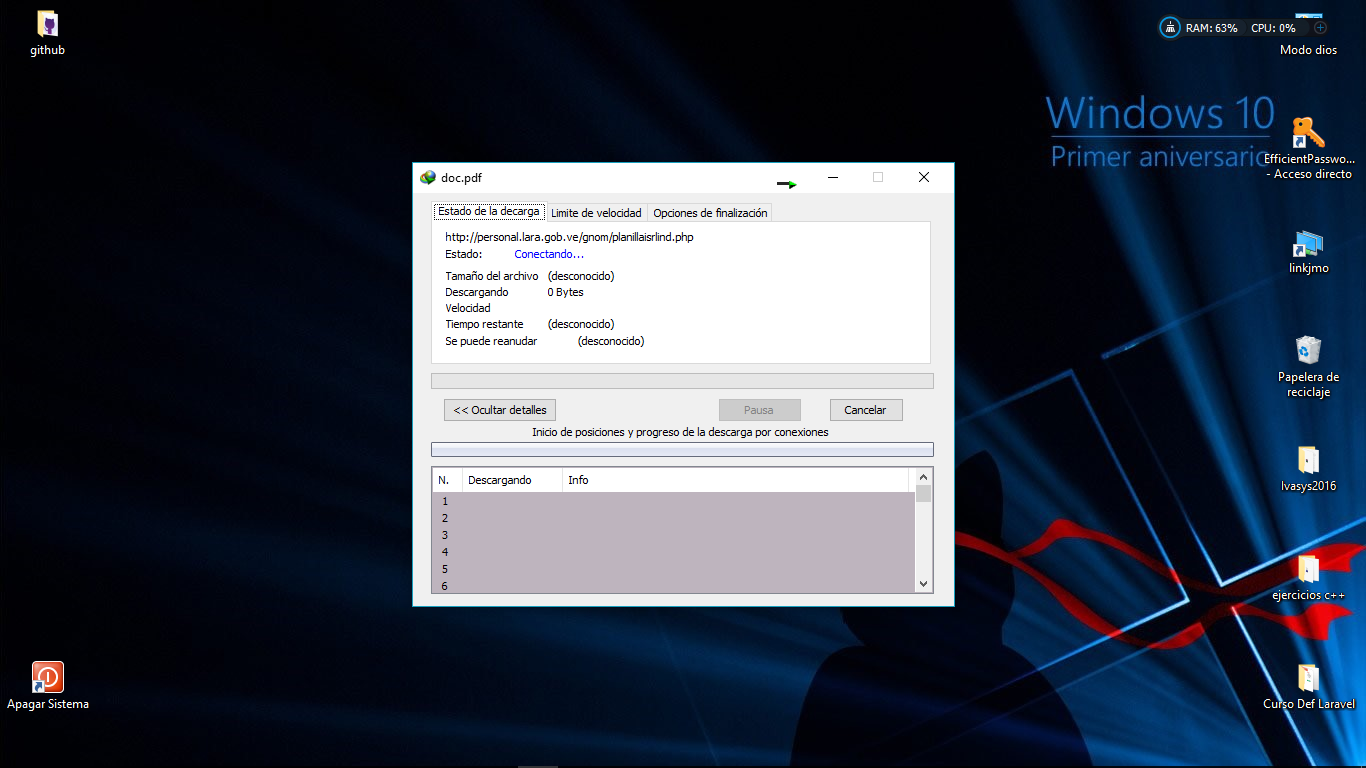 github
RAM: 63% CPU: 0%
Modo dios
Windows 10
Primer aniversario
EfficientPasswo...
- Acceso directo
linkjmo
Papelera de
reciclaje
lvasys2016
ejercicios c++
Curso Def Laravel
Apagar Sistema
doc.pdf
Estado de la decarga
Limite de velocidad
Opciones de finalización
http://personal.lara.gob.ve/gnom/planillaisrlind.php
Estado: Conectando...
Tamaño del archivo (desconocido)
Descargando 0 Bytes
Velocidad
Tiempo restante (desconocido)
Se puede reanudar (desconocido)
<< Ocultar detalles
Pausa
Cancelar
Inicio de posiciones y progreso de la descarga por conexiones
N. Descargando Info
1
2
3
4
5
6